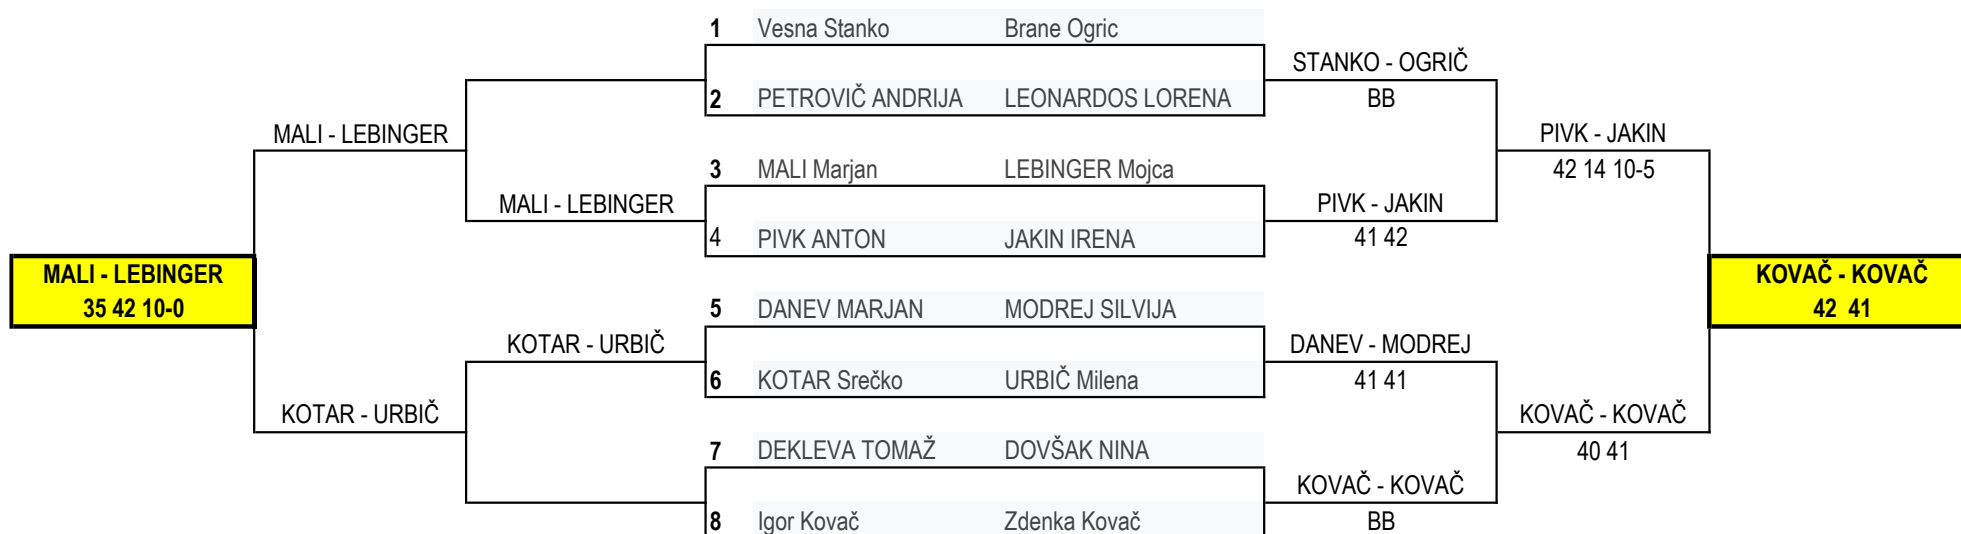 1 Vesna Stanko Brane Ogric
STANKO - OGRIČ
2 PETROVIČ ANDRIJA LEONARDOS LORENA BB
MALI - LEBINGER PIVK - JAKIN
3 MALI Marjan LEBINGER Mojca 42 14 10-5
MALI - LEBINGER PIVK - JAKIN
4 PIVK ANTON JAKIN IRENA 41 42
MALI - LEBINGER KOVAČ - KOVAČ
35 42 10-0 5 DANEV MARJAN MODREJ SILVIJA 42 41
KOTAR - URBIČ DANEV - MODREJ
6 KOTAR Srečko URBIČ Milena 41 41
KOTAR - URBIČ KOVAČ - KOVAČ
7 DEKLEVA TOMAŽ DOVŠAK NINA 40 41
KOVAČ - KOVAČ
8 Igor Kovač Zdenka Kovač BB